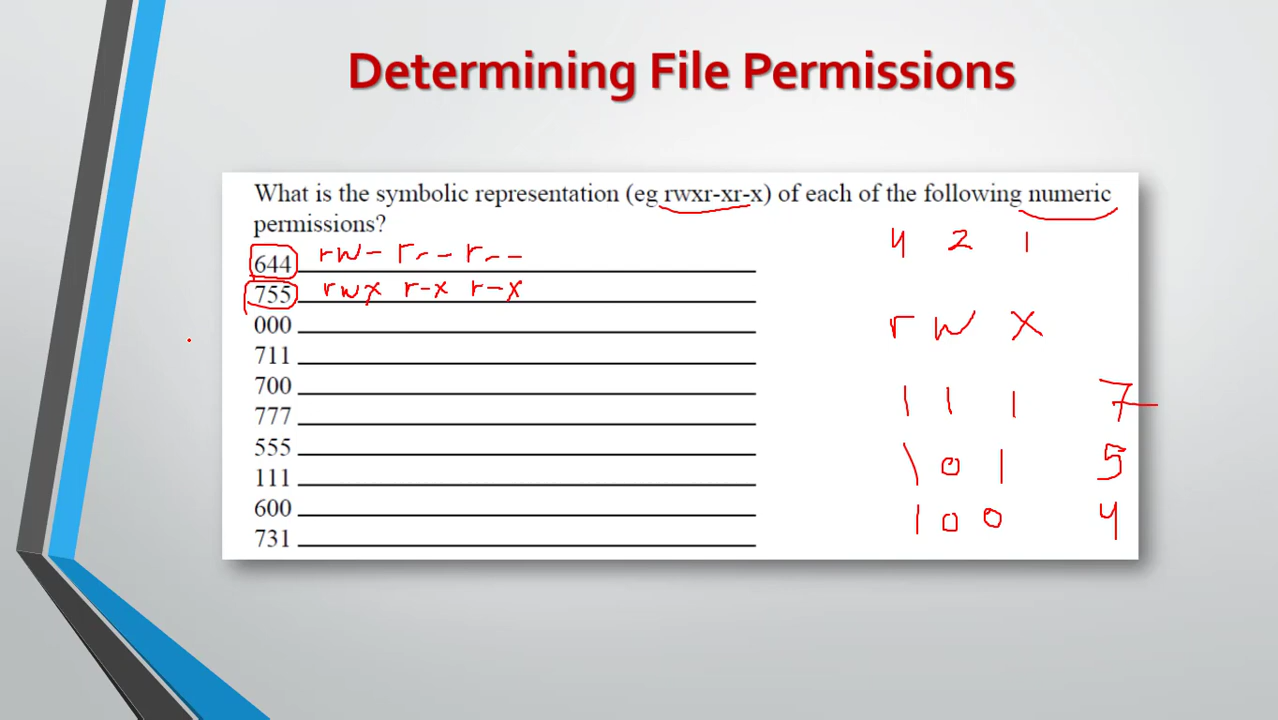 Determining File Permissions
What is the symbolic representation (eg rwxr-xr-x) of each of the following numeric
permissions?
644 rw- r-- r--
755 rwx r-x r-x
000
711
700
777
555
111
600
731
4 2 1
r w x
1 1 1 7
1 0 1 5
1 0 0 4